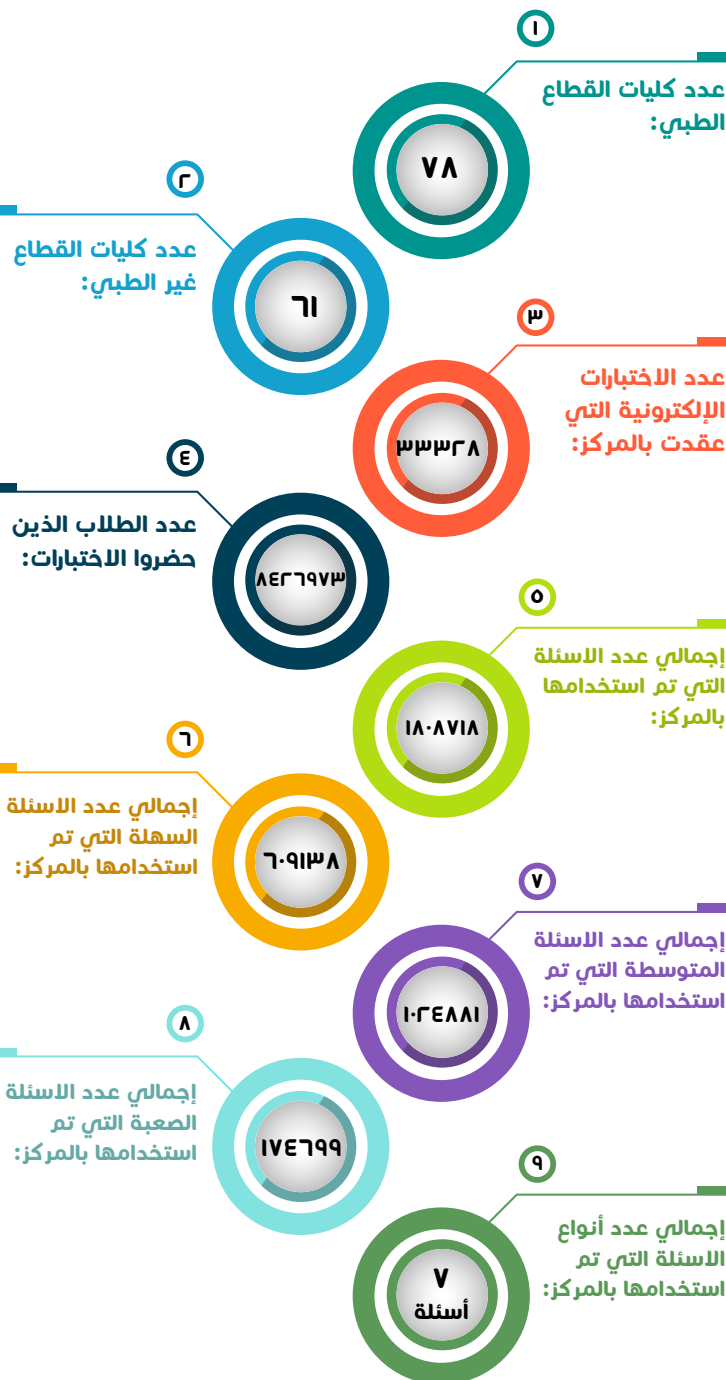 ١
عدد كليات القطاع
الطبي:
٧٨
٢
عدد كليات القطاع
غير الطبي:
٦١
٣
عدد الاختبارات
الإلكترونية التي
عقدت بالمركز:
٣٣٣٢٨
٤
عدد الطلاب الذين
حضروا الاختبارات:
٨٤٢٦٩٧٣
٥
إجمالي عدد الاسئلة
التي تم استخدامها
بالمركز:
١٨٠٨٧١٨
٦
إجمالي عدد الاسئلة
السهلة التي تم
استخدامها بالمركز:
٦٠٩١٣٨
٧
إجمالي عدد الاسئلة
المتوسطة التي تم
استخدامها بالمركز:
١٠٢٤٨٨١
٨
إجمالي عدد الاسئلة
الصعبة التي تم
استخدامها بالمركز:
١٧٤٦٩٩
٩
إجمالي عدد أنواع
الاسئلة التي تم
استخدامها بالمركز:
٧
أسئلة